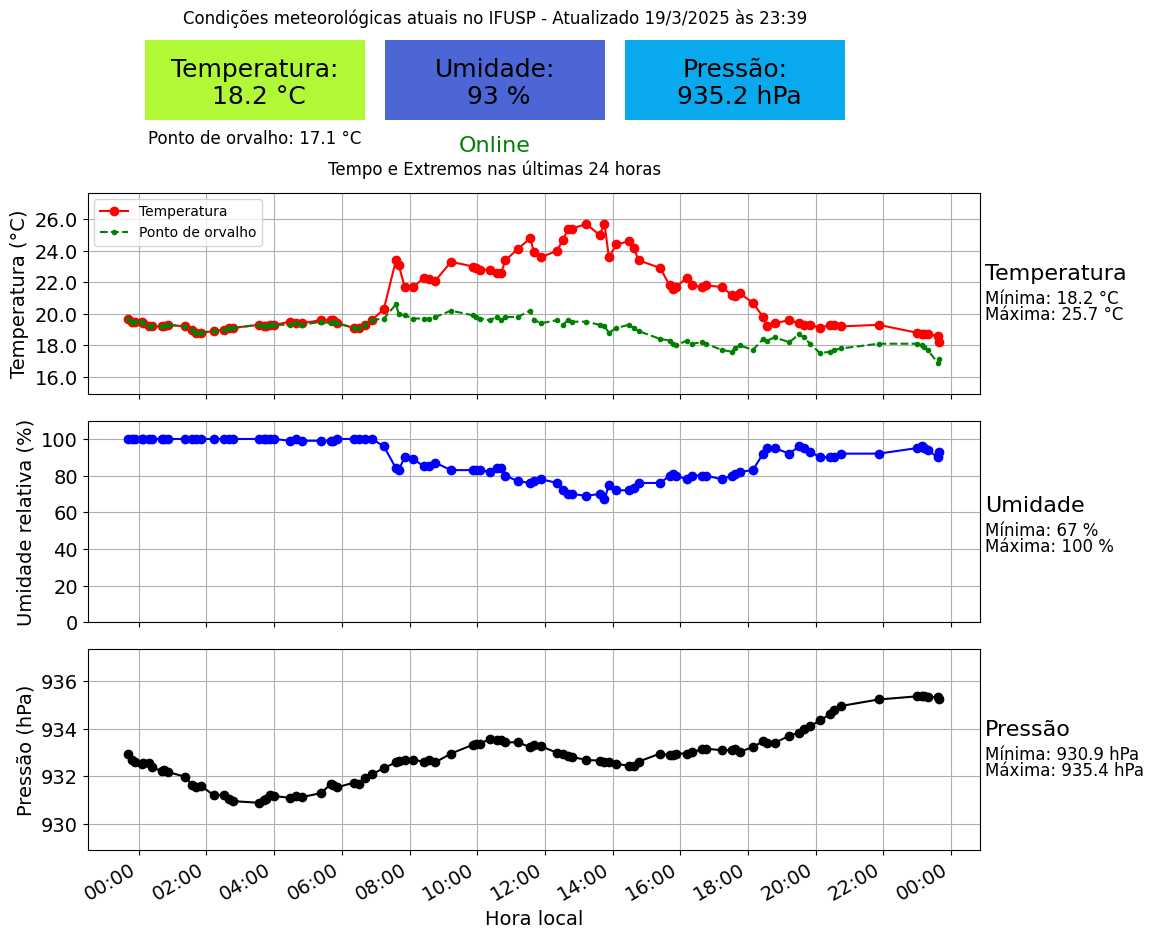 Condições meteorológicas atuais no IFUSP - Atualizado 19/3/2025 às 23:39
Temperatura:
18.2 °C
Umidade:
93 %
Pressão:
935.2 hPa
Ponto de orvalho: 17.1 °C
Online
Tempo e Extremos nas últimas 24 horas
Temperatura (°C)
26.0
24.0
22.0
20.0
18.0
16.0
Temperatura
Ponto de orvalho
Temperatura
Mínima: 18.2 °C
Máxima: 25.7 °C
Umidade relativa (%)
100
80
60
40
20
0
Umidade
Mínima: 67 %
Máxima: 100 %
Pressão (hPa)
936
934
932
930
Pressão
Mínima: 930.9 hPa
Máxima: 935.4 hPa
00:00 02:00 04:00 06:00 08:00 10:00 12:00 14:00 16:00 18:00 20:00 22:00 00:00
Hora local